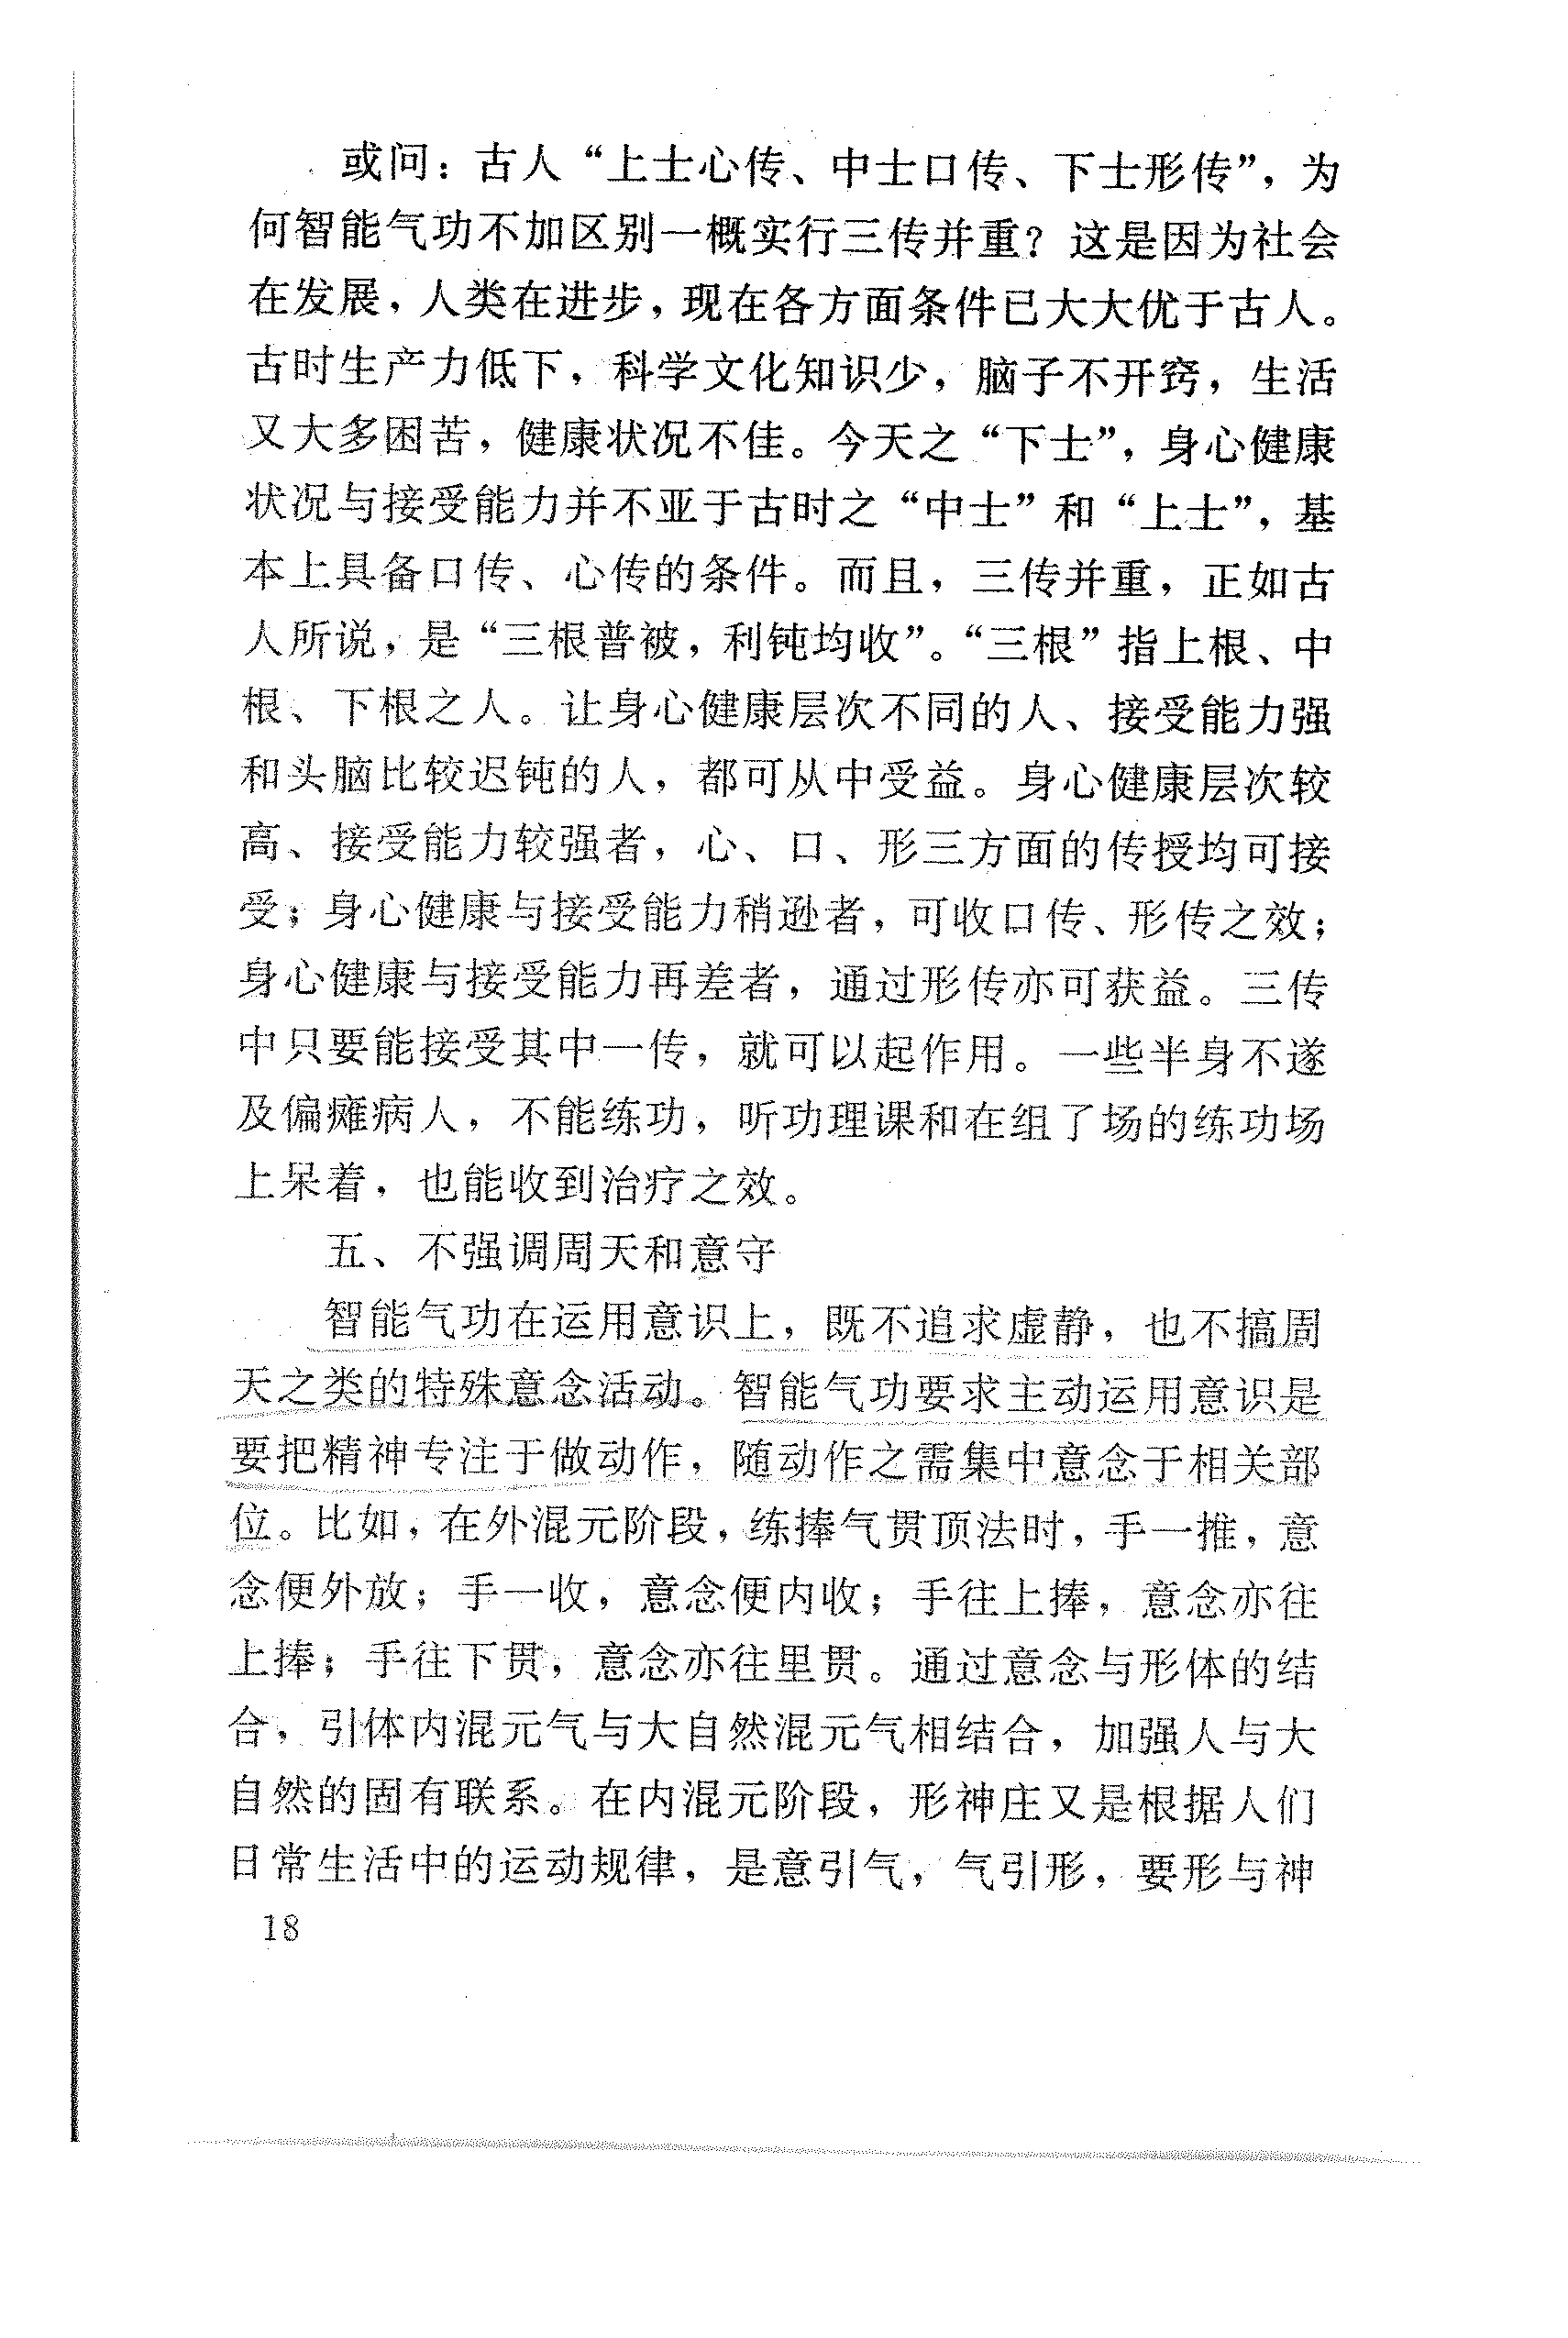 或问：古人“上士心传、中士口传、下士形传”，为
何智能气功不加区别一概实行三传并重？这是因为社会
在发展，人类在进步，现在各方面条件已大大优于古人。
古时生产力低下，科学文化知识少，脑子不开窍，生活
又大多困苦，健康状况不佳。今天之“下士”，身心健康
状况与接受能力并不亚于古时之“中士”和“上士”，基
本上具备口传、心传的条件。而且，三传并重，正如古
人所说，是“三根普被，利钝均收”。“三根”指上根、中
根、下根之人。让身心健康层次不同的人、接受能力强
和头脑比较迟钝的人，都可从中受益。身心健康层次较
高、接受能力较强者，心、口、形三方面的传授均可接
受；身心健康与接受能力稍逊者，可收口传、形传之效；
身心健康与接受能力再差者，通过形传亦可获益。三传
中只要能接受其中一传，就可以起作用。一些半身不遂
及偏瘫病人，不能练功，听功理课和在组了场的练功场
上呆着，也能收到治疗之效。
五、不强调周天和意守
智能气功在运用意识上，既不追求虚静，也不搞周
天之类的特殊意念活动。智能气功要求主动运用意识是
要把精神专注于做动作，随动作之需集中意念于相关部
位。比如，在外混元阶段，练捧气贯顶法时，手一推，意
念便外放；手一收，意念便内收；手往上捧，意念亦往
上捧；手往下贯，意念亦往里贯。通过意念与形体的结
合，引体内混元气与大自然混元气相结合，加强人与大
自然的固有联系。在内混元阶段，形神庄又是根据人们
日常生活中的运动规律，是意引气，气引形，要形与神
18